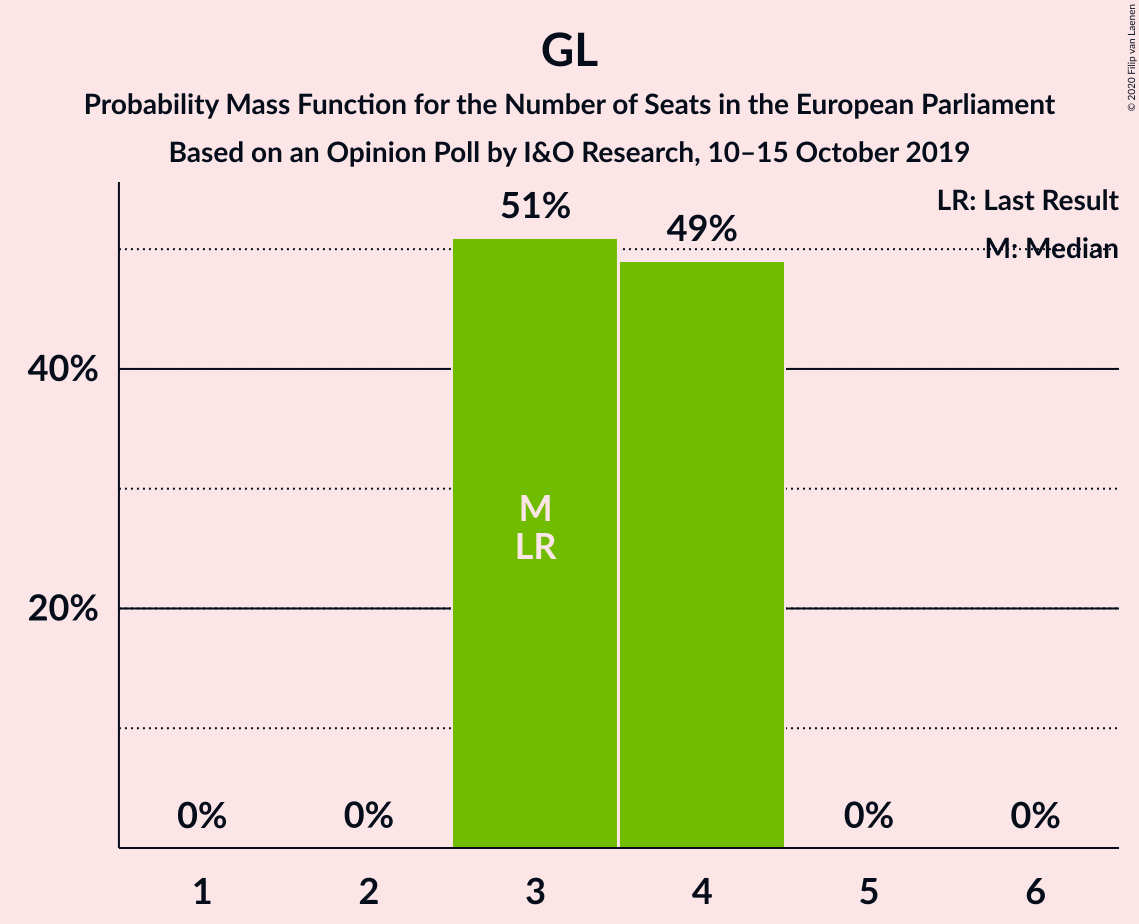 GL
Probability Mass Function for the Number of Seats in the European Parliament
Based on an Opinion Poll by I&O Research, 10–15 October 2019
© 2020 Filip van Laenen
LR: Last Result
M: Median
51%
49%
40%
20%
M
LR
0%
0%
0%
0%
1
2
3
4
5
6